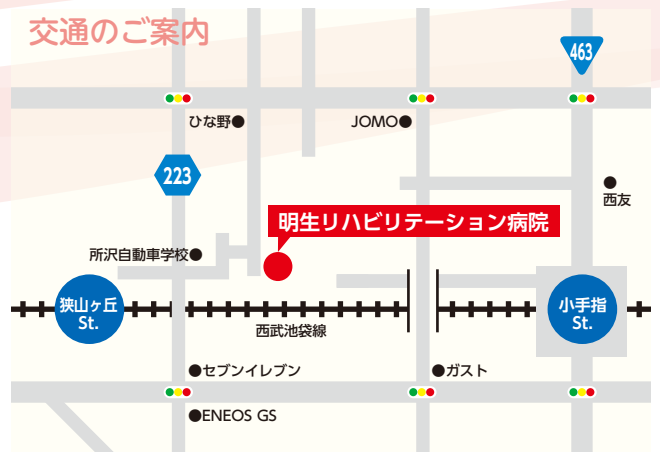 交通のご案内
463
ひな野●
JOMO●
223
●
西友
明生リハビリテーション病院
所沢自動車学校●
狭山ヶ丘
St.
小手指
St.
西武池袋線
●セブンイレブン
●ガスト
●ENEOS GS